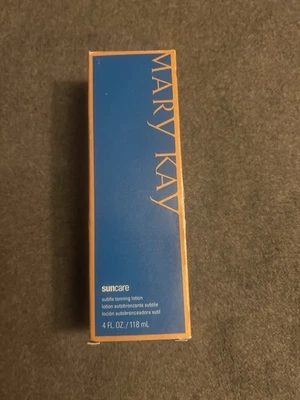 MARY KAY
suncare
subtle tanning lotion
lotion autobronzante subtile
loción autobronceadora sutil
4 FL. OZ. / 118 mL